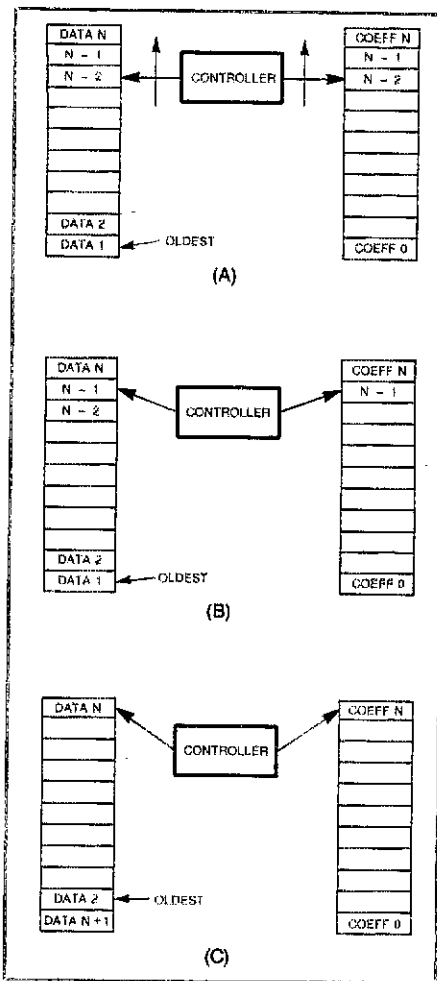 DATA N
COEFF N
N - 1
N - 1
N - 2
CONTROLLER
N - 2
DATA 2
DATA 1
OLDEST
COEFF 0
(A)
DATA N
COEFF N
N - 1
N - 1
N - 2
CONTROLLER
DATA 2
DATA 1
OLDEST
COEFF 0
(B)
DATA N
COEFF N
CONTROLLER
DATA 2
OLDEST
DATA N + 1
COEFF 0
(C)